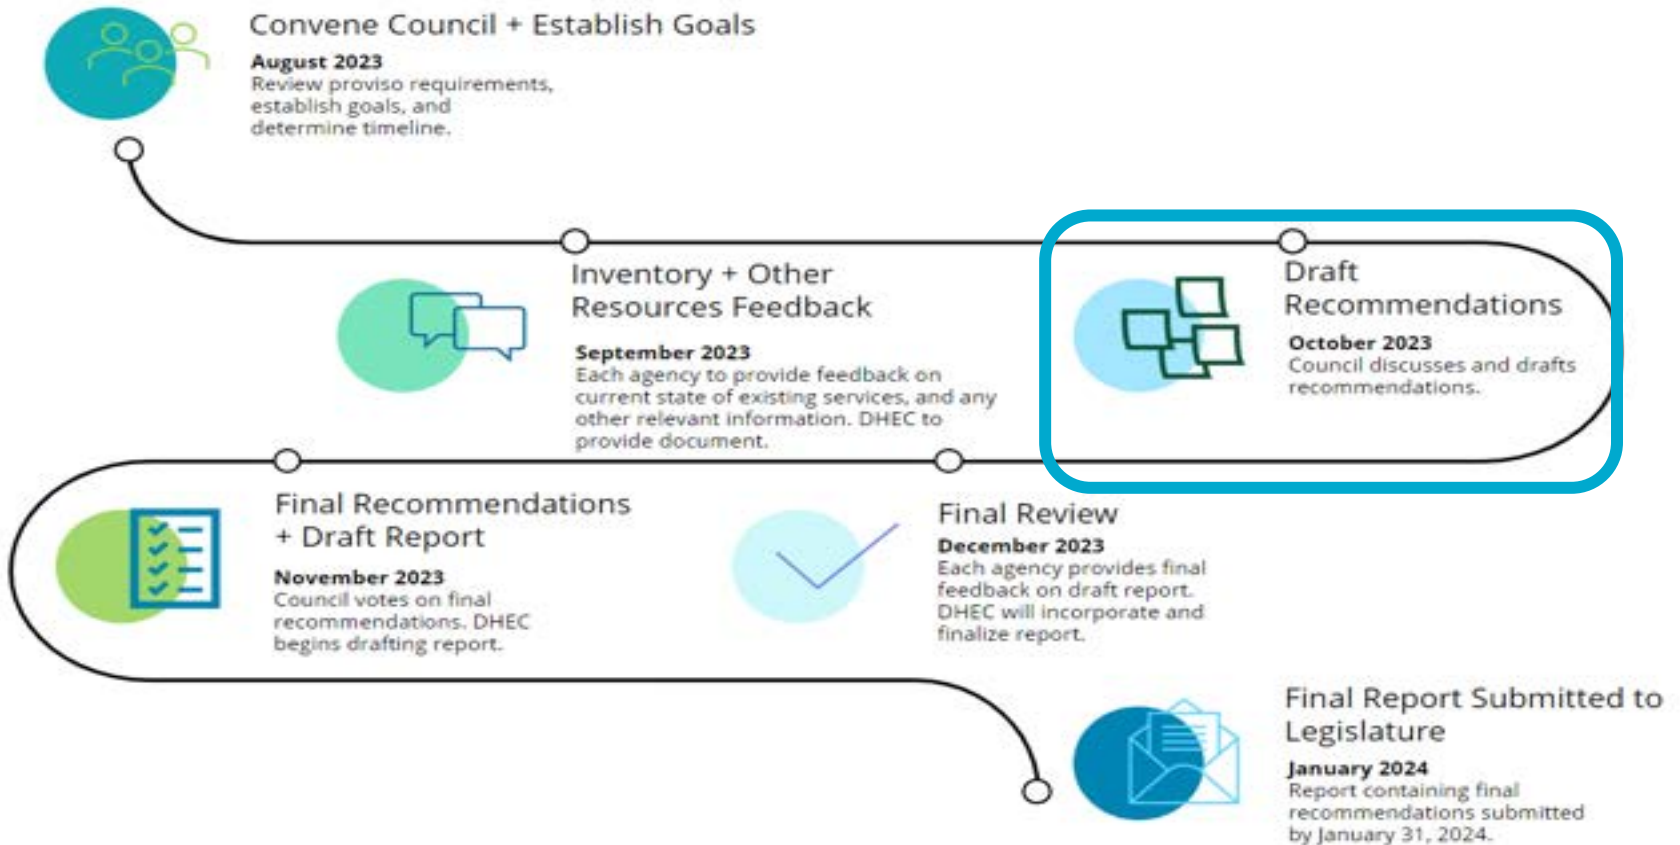 Convene Council + Establish Goals
August 2023
Review proviso requirements,
establish goals, and
determine timeline.
Inventory + Other
Resources Feedback
September 2023
Each agency to provide feedback on
current state of existing services, and any
other relevant information. DHEC to
provide document.
Draft
Recommendations
October 2023
Council discusses and drafts
recommendations.
Final Recommendations
+ Draft Report
November 2023
Council votes on final
recommendations. DHEC
begins drafting report.
Final Review
December 2023
Each agency provides final
feedback on draft report.
DHEC will incorporate and
finalize report.
Final Report Submitted to
Legislature
January 2024
Report containing final
recommendations submitted
by January 31, 2024.